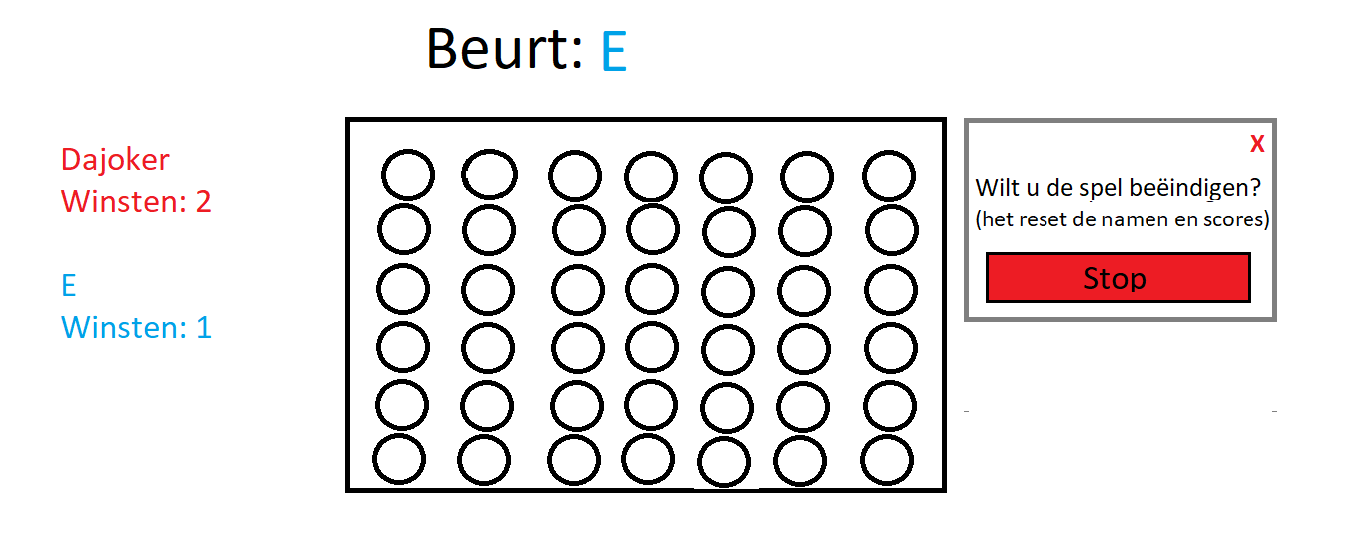 Beurt: E
Dajoker
Winsten: 2
E
Winsten: 1
X
Wilt u de spel beëindigen?
(het reset de namen en scores)
Stop